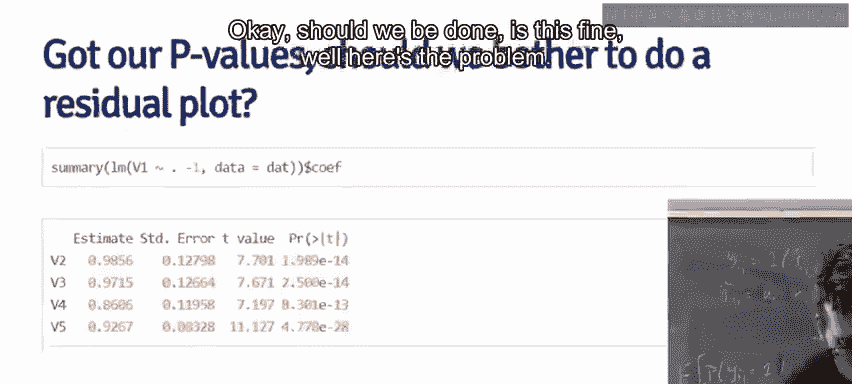 Okay, should we be done, is this fine,
well here's the problem.
Got our P-values, should we bother to do a
residual plot?
summary(lm(V1 ~ . -1, data = dat))$coef
Estimate Std. Error t value Pr(>|t|)
V2 0.9856 0.12798 7.701 1.989e-14
V3 0.9715 0.12664 7.671 2.500e-14
V4 0.8606 0.11958 7.197 8.301e-13
V5 0.9267 0.08328 11.127 4.778e-28